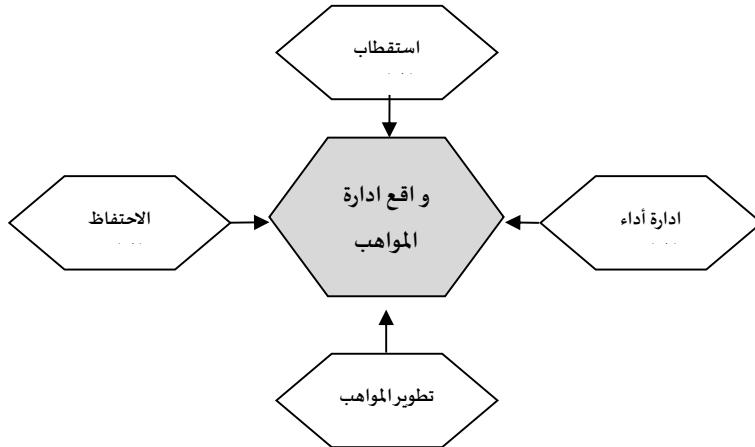 استقطاب
و اقع ادارة
المواهب
ادارة أداء
الاحتفاظ
تطوير المواهب